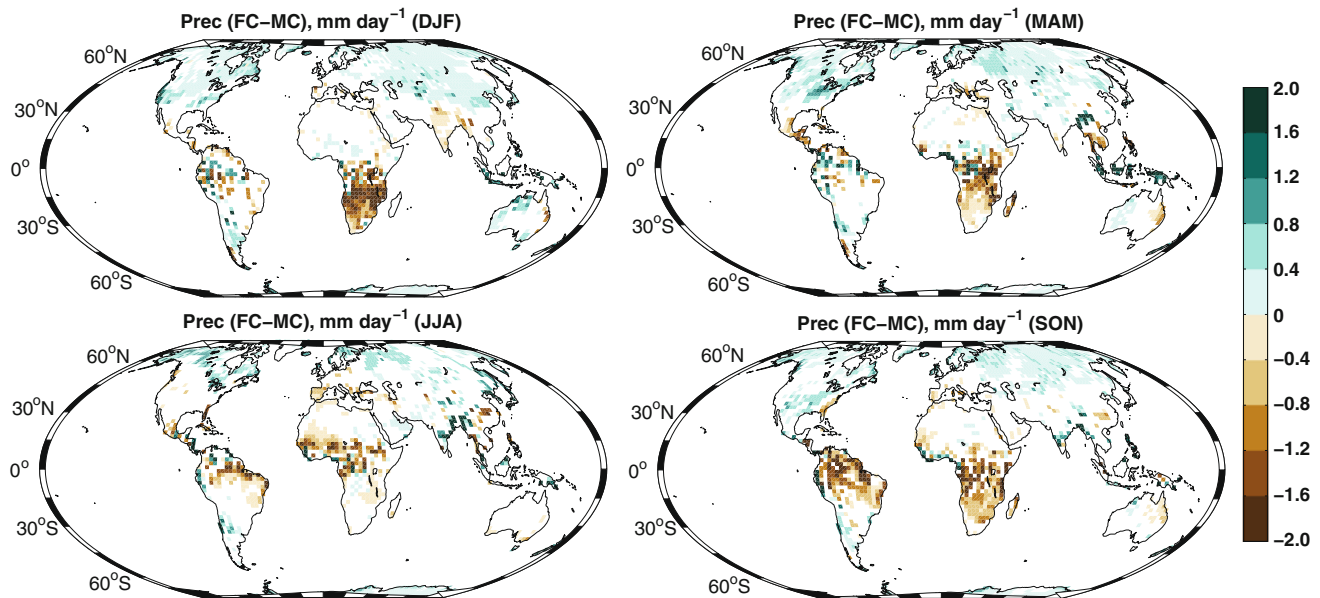 Prec (FC−MC), mm day⁻¹ (DJF)
60°N
30°N
0°
30°S
60°S
Prec (FC−MC), mm day⁻¹ (MAM)
60°N
30°N
0°
30°S
60°S
Prec (FC−MC), mm day⁻¹ (JJA)
60°N
30°N
0°
30°S
60°S
Prec (FC−MC), mm day⁻¹ (SON)
60°N
30°N
0°
30°S
60°S
2.0
1.6
1.2
0.8
0.4
0
−0.4
−0.8
−1.2
−1.6
−2.0